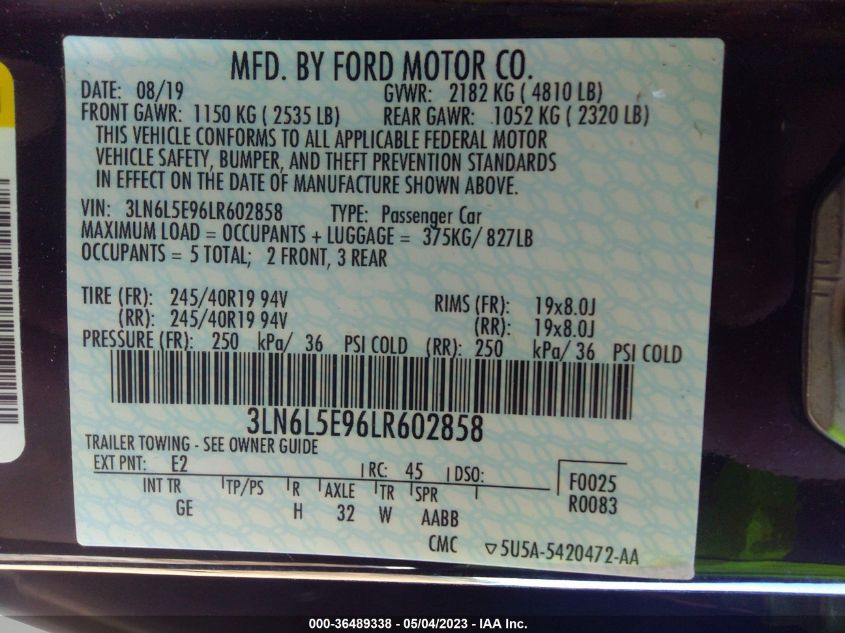 MFD. BY FORD MOTOR CO.
DATE: 08/19 GVWR: 2182 KG ( 4810 LB)
FRONT GAWR: 1150 KG ( 2535 LB) REAR GAWR: 1052 KG ( 2320 LB)
THIS VEHICLE CONFORMS TO ALL APPLICABLE FEDERAL MOTOR
VEHICLE SAFETY, BUMPER, AND THEFT PREVENTION STANDARDS
IN EFFECT ON THE DATE OF MANUFACTURE SHOWN ABOVE.
VIN: 3LN6L5E96LR602858 TYPE: Passenger Car
MAXIMUM LOAD = OCCUPANTS + LUGGAGE = 375KG/ 827LB
OCCUPANTS = 5 TOTAL; 2 FRONT, 3 REAR
TIRE (FR): 245/40R19 94V RIMS (FR): 19x8.0J
(RR): 245/40R19 94V (RR): 19x8.0J
PRESSURE (FR): 250 kPa/ 36 PSI COLD (RR): 250 kPa/ 36 PSI COLD
3LN6L5E96LR602858
TRAILER TOWING - SEE OWNER GUIDE
EXT PNT: E2 RC: 45 DSO: F0025
INT TR TP/PS R AXLE TR SPR R0083
GE H 32 W AABB
CMC ▽5U5A-5420472-AA
000-36489338 - 05/04/2023 - IAA Inc.